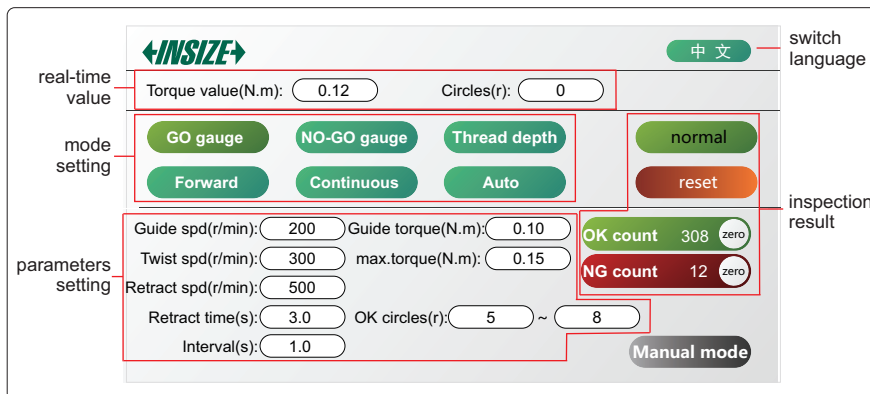 INSIZE
中 文
switch language
real-time value
Torque value(N.m): 0.12 Circles(r): 0
mode setting
GO gauge NO-GO gauge Thread depth normal
Forward Continuous Auto reset
inspection result
parameters setting
Guide spd(r/min): 200 Guide torque(N.m): 0.10
OK count 308 zero
Twist spd(r/min): 300 max.torque(N.m): 0.15
NG count 12 zero
Retract spd(r/min): 500
Retract time(s): 3.0 OK circles(r): 5 ~ 8
Interval(s): 1.0
Manual mode